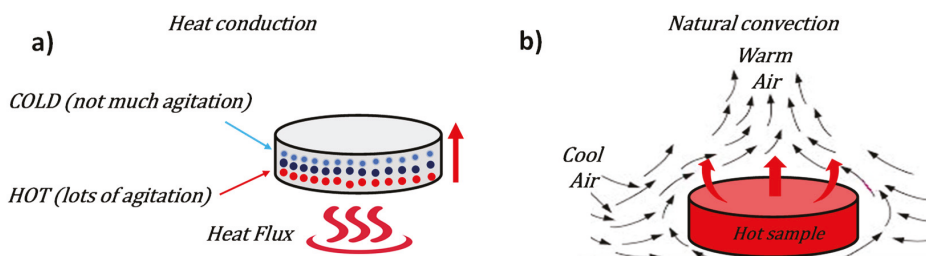 Heat conduction
a)
COLD (not much agitation)
HOT (lots of agitation)
Heat Flux
Natural convection
b)
Warm
Air
Cool
Air
Hot sample